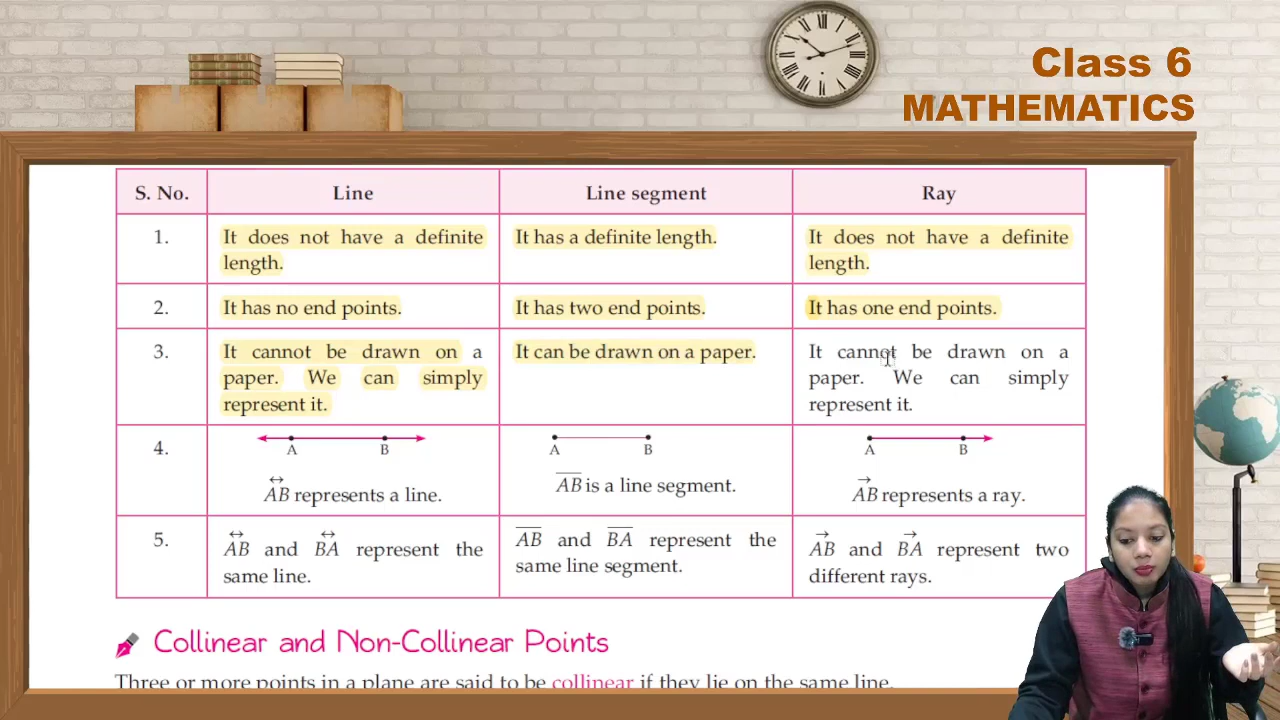 Class 6
MATHEMATICS
S. No.
Line
Line segment
Ray
1.
It does not have a definite
length.
It has a definite length.
It does not have a definite
length.
2.
It has no end points.
It has two end points.
It has one end points.
3.
It cannot be drawn on a
paper. We can simply
represent it.
It can be drawn on a paper.
It cannot be drawn on a
paper. We can simply
represent it.
4.
A B
A B
A B
↔AB represents a line.
‾AB is a line segment.
→AB represents a ray.
5.
↔AB and ↔BA represent the
same line.
‾AB and ‾BA represent the
same line segment.
→AB and →BA represent two
different rays.
Collinear and Non-Collinear Points
Three or more points in a plane are said to be collinear if they lie on the same line.